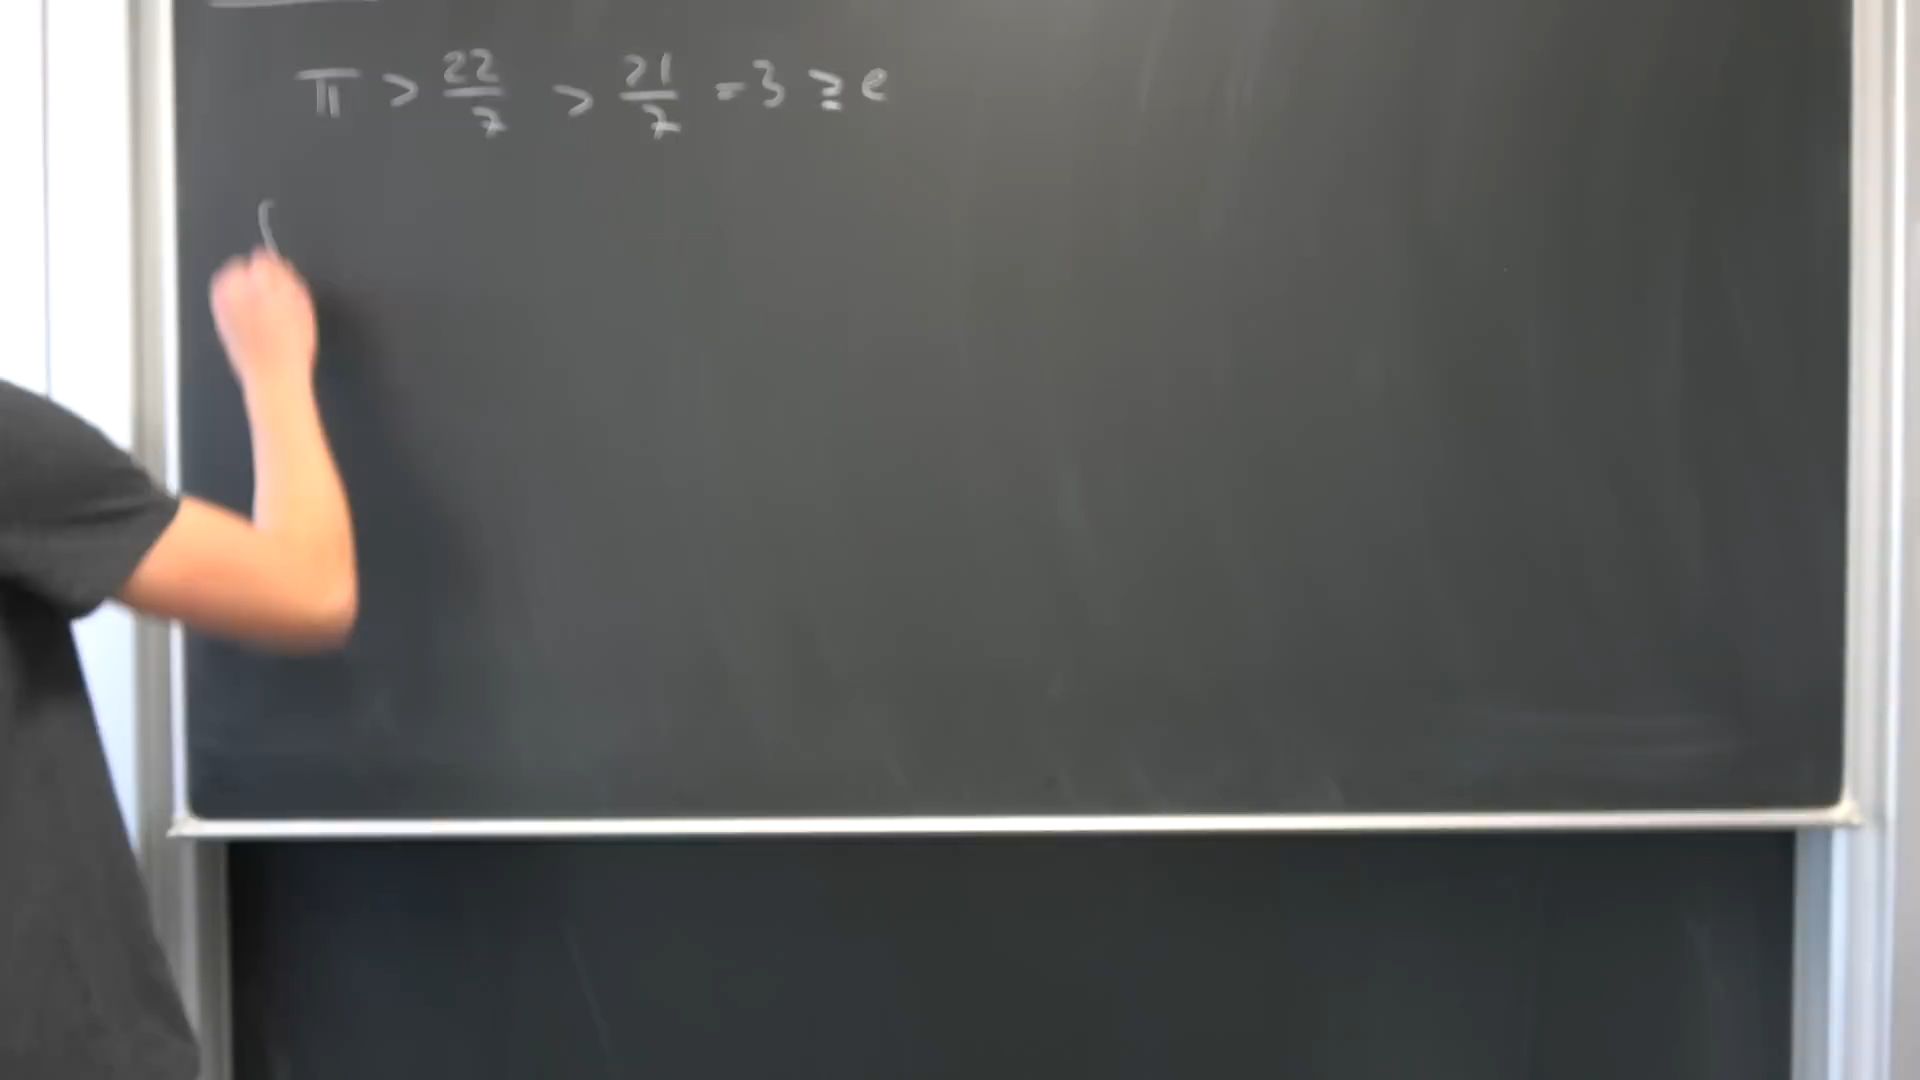 π > 22/7 > 21/7 = 3 ≥ e